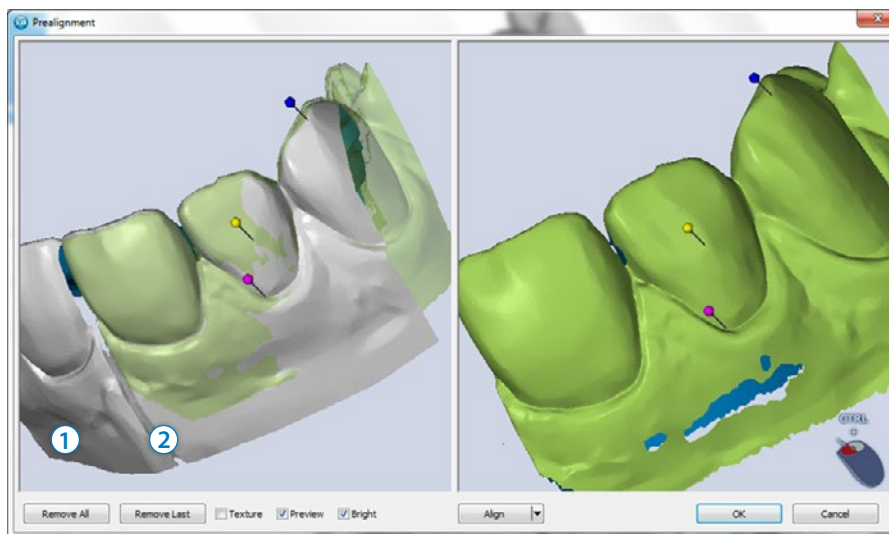 Prealignment
1
2
CTRL
+
Remove All
Remove Last
Texture
Preview
Bright
Align
OK
Cancel